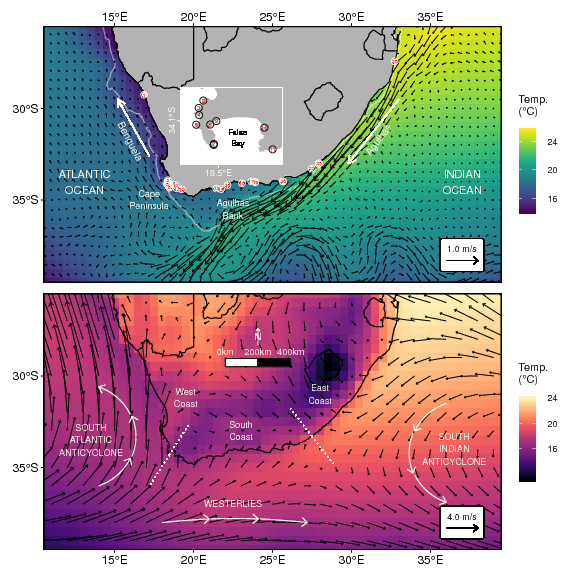 15°E 20°E 25°E 30°E 35°E
30°S
35°S
34.1°S
18.5°E
False
Bay
Benguela
Agulhas
ATLANTIC
OCEAN
INDIAN
OCEAN
Cape
Peninsula
Agulhas
Bank
1.0 m/s
Temp.
(°C)
24
20
16
30°S
35°S
0km 200km 400km
N
West
Coast
South
Coast
East
Coast
SOUTH
ATLANTIC
ANTICYCLONE
SOUTH
INDIAN
ANTICYCLONE
WESTERLIES
4.0 m/s
Temp.
(°C)
24
20
16
15°E 20°E 25°E 30°E 35°E